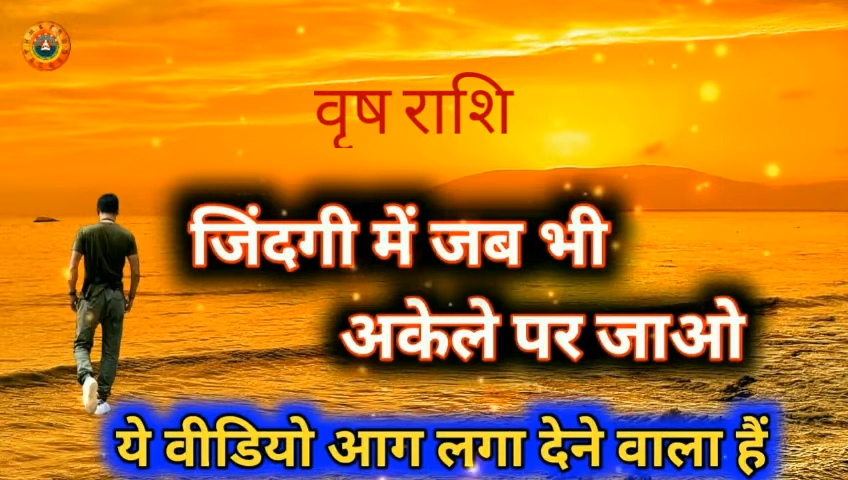 वृष राशि
जिंदगी में जब भी
अकेले पर जाओ
ये वीडियो आग लगा देने वाला हैं